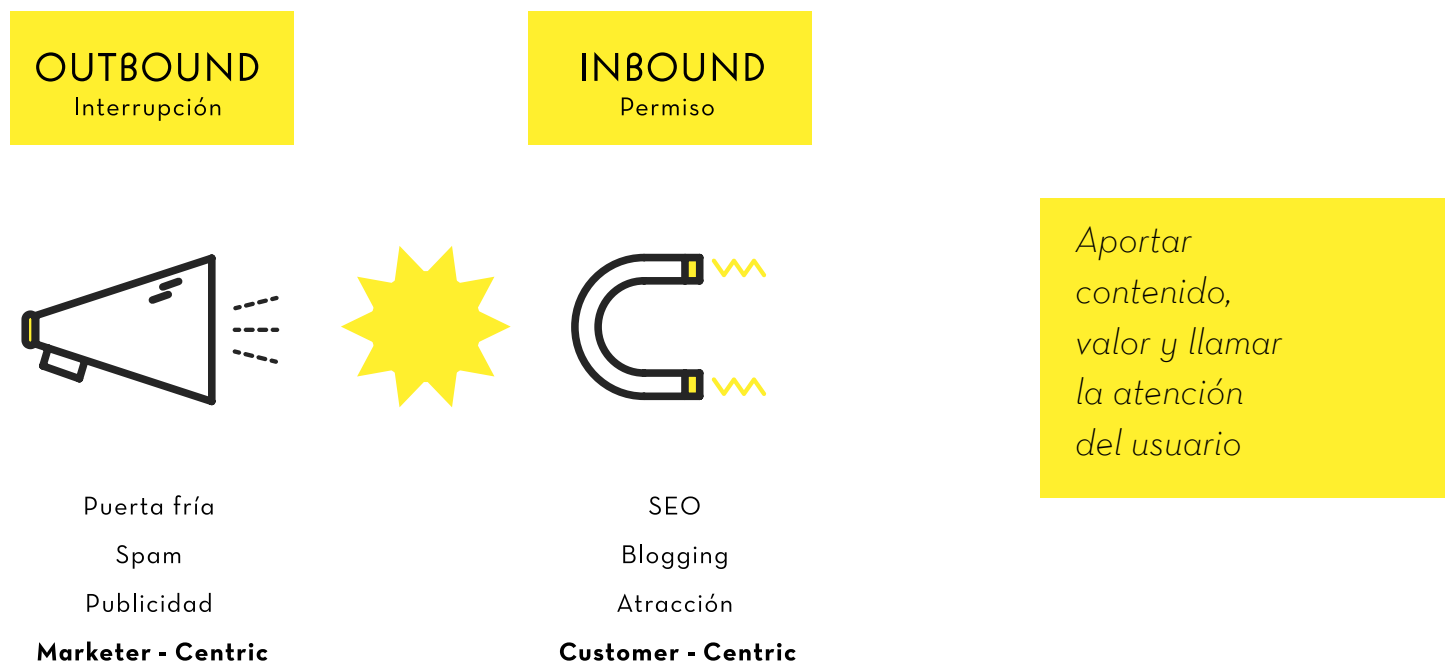 OUTBOUND
Interrupción
INBOUND
Permiso
Aportar
contenido,
valor y llamar
la atención
del usuario
Puerta fría
Spam
Publicidad
Marketer - Centric
SEO
Blogging
Atracción
Customer - Centric